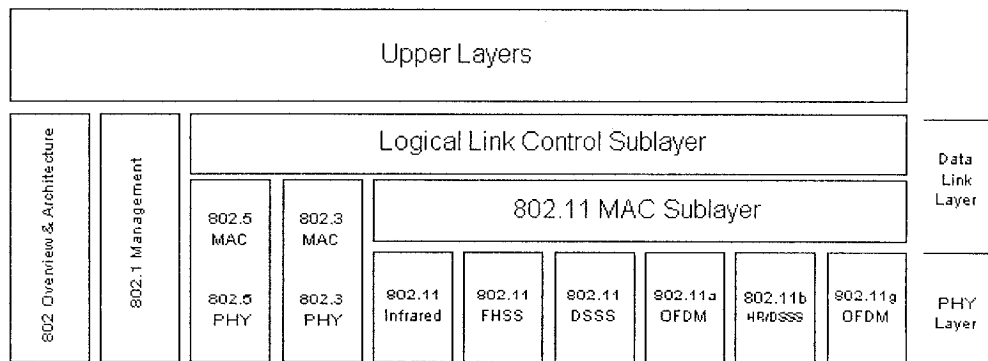 Upper Layers
802 Overview & Architecture
802.1 Management
Logical Link Control Sublayer
Data
Link
Layer
802.5
MAC
802.3
MAC
802.11 MAC Sublayer
802.5
PHY
802.3
PHY
802.11
Infrared
802.11
FHSS
802.11
DSSS
802.11a
OFDM
802.11b
HR/DSSS
802.11g
OFDM
PHY
Layer